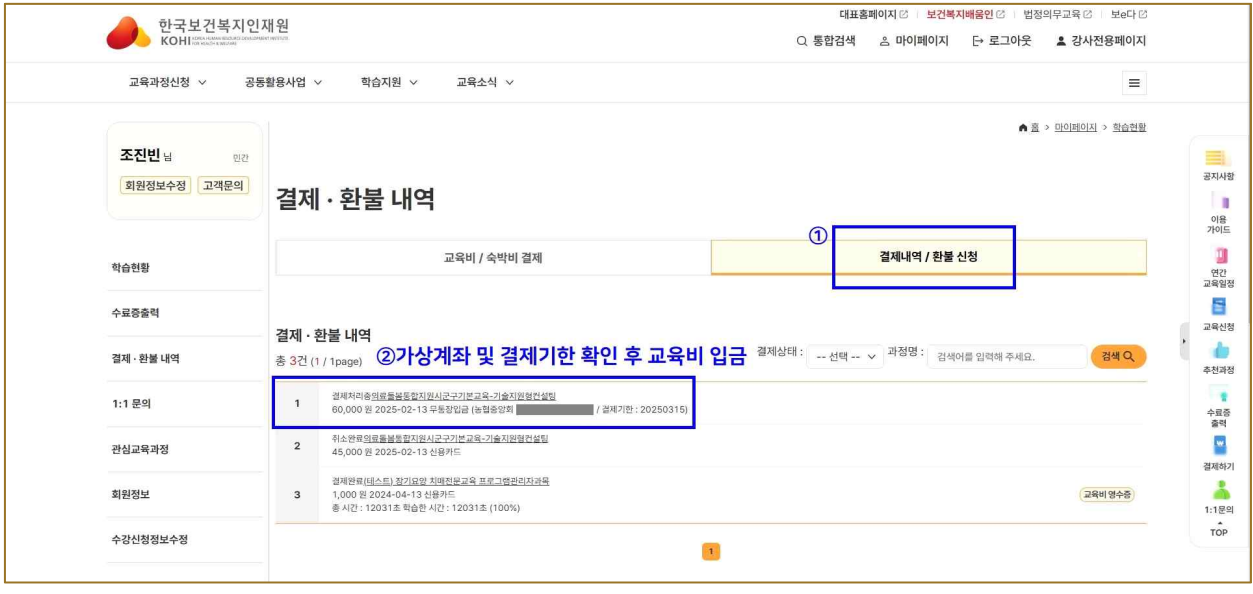 한국보건복지인재원
KOHI KOREA HUMAN RESOURCE DEVELOPMENT INSTITUTE FOR HEALTH & WELFARE
대표홈페이지 보건복지배움인 법정의무교육 보e다
통합검색 마이페이지 로그아웃 강사전용페이지
교육과정신청 공동활용사업 학습지원 교육소식
홈 > 마이페이지 > 학습현황
조진빈 님 민간
회원정보수정 고객문의
학습현황
수료증출력
결제 · 환불 내역
1:1 문의
관심교육과정
회원정보
수강신청정보수정
결제 · 환불 내역
교육비 / 숙박비 결제
①
결제내역 / 환불 신청
결제 · 환불 내역
총 3건 (1 / 1page)
②가상계좌 및 결제기한 확인 후 교육비 입금
결제상태 : -- 선택 -- 과정명 : 검색어를 입력해 주세요. 검색
1
결제처리중의료돌봄통합지원시군구기본교육-기술지원형컨설팅
60,000 원 2025-02-13 무통장입금 (농협중앙회 / 결제기한 : 20250315)
2
취소완료의료돌봄통합지원시군구기본교육-기술지원형컨설팅
45,000 원 2025-02-13 신용카드
3
결제완료(테스트) 장기요양 치매전문교육 프로그램관리자과목
1,000 원 2024-04-13 신용카드
총 시간 : 12031초 학습한 시간 : 12031초 (100%)
교육비 영수증
1
공지사항
이용
가이드
연간
교육일정
교육신청
추천과정
수료증
출력
결제하기
1:1문의
TOP